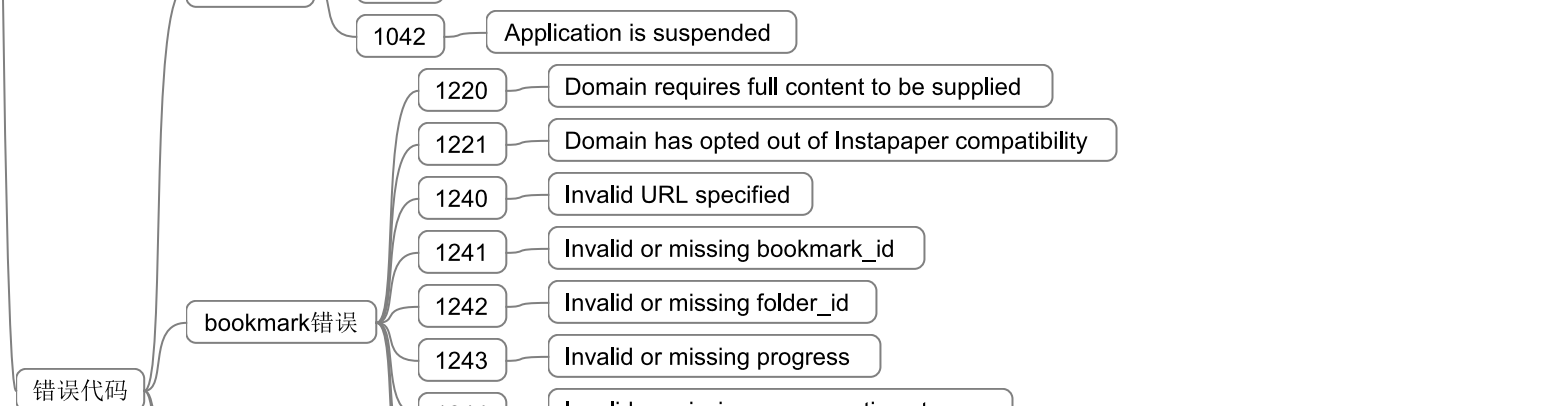 1042 Application is suspended
1220 Domain requires full content to be supplied
1221 Domain has opted out of Instapaper compatibility
1240 Invalid URL specified
1241 Invalid or missing bookmark_id
1242 Invalid or missing folder_id
bookmark错误
1243 Invalid or missing progress
错误代码